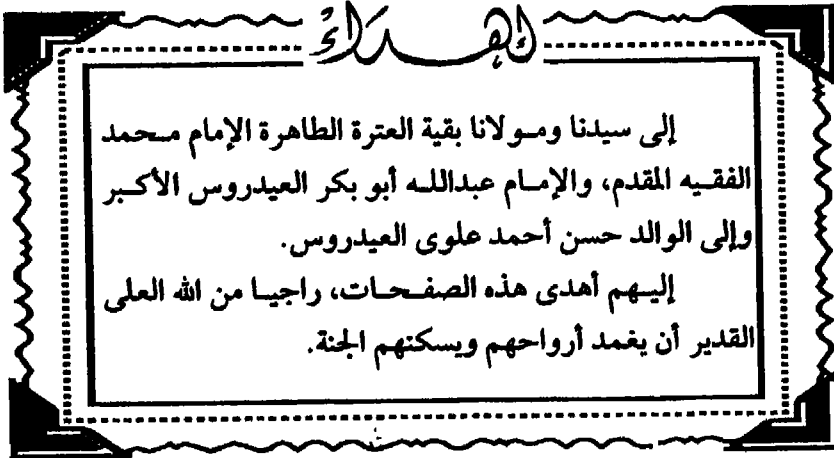 إهداء
إلى سيدنا ومولانا بقية العترة الطاهرة الإمام محمد
الفقيه المقدم، والإمام عبدالله أبو بكر العيدروس الأكبر
وإلى الوالد حسن أحمد علوى العيدروس.
إليهم أهدى هذه الصفحات، راجيا من الله العلى
القدير أن يغمد أرواحهم ويسكنهم الجنة.